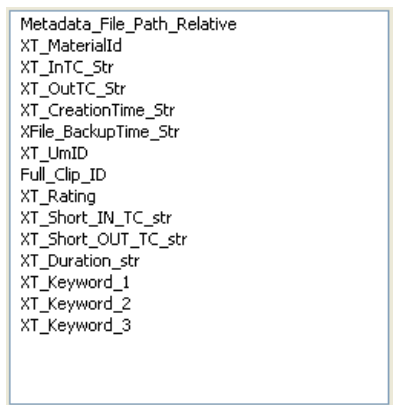 Metadata_File_Path_Relative
XT_MaterialId
XT_InTC_Str
XT_OutTC_Str
XT_CreationTime_Str
XFile_BackupTime_Str
XT_UmID
Full_Clip_ID
XT_Rating
XT_Short_IN_TC_str
XT_Short_OUT_TC_str
XT_Duration_str
XT_Keyword_1
XT_Keyword_2
XT_Keyword_3